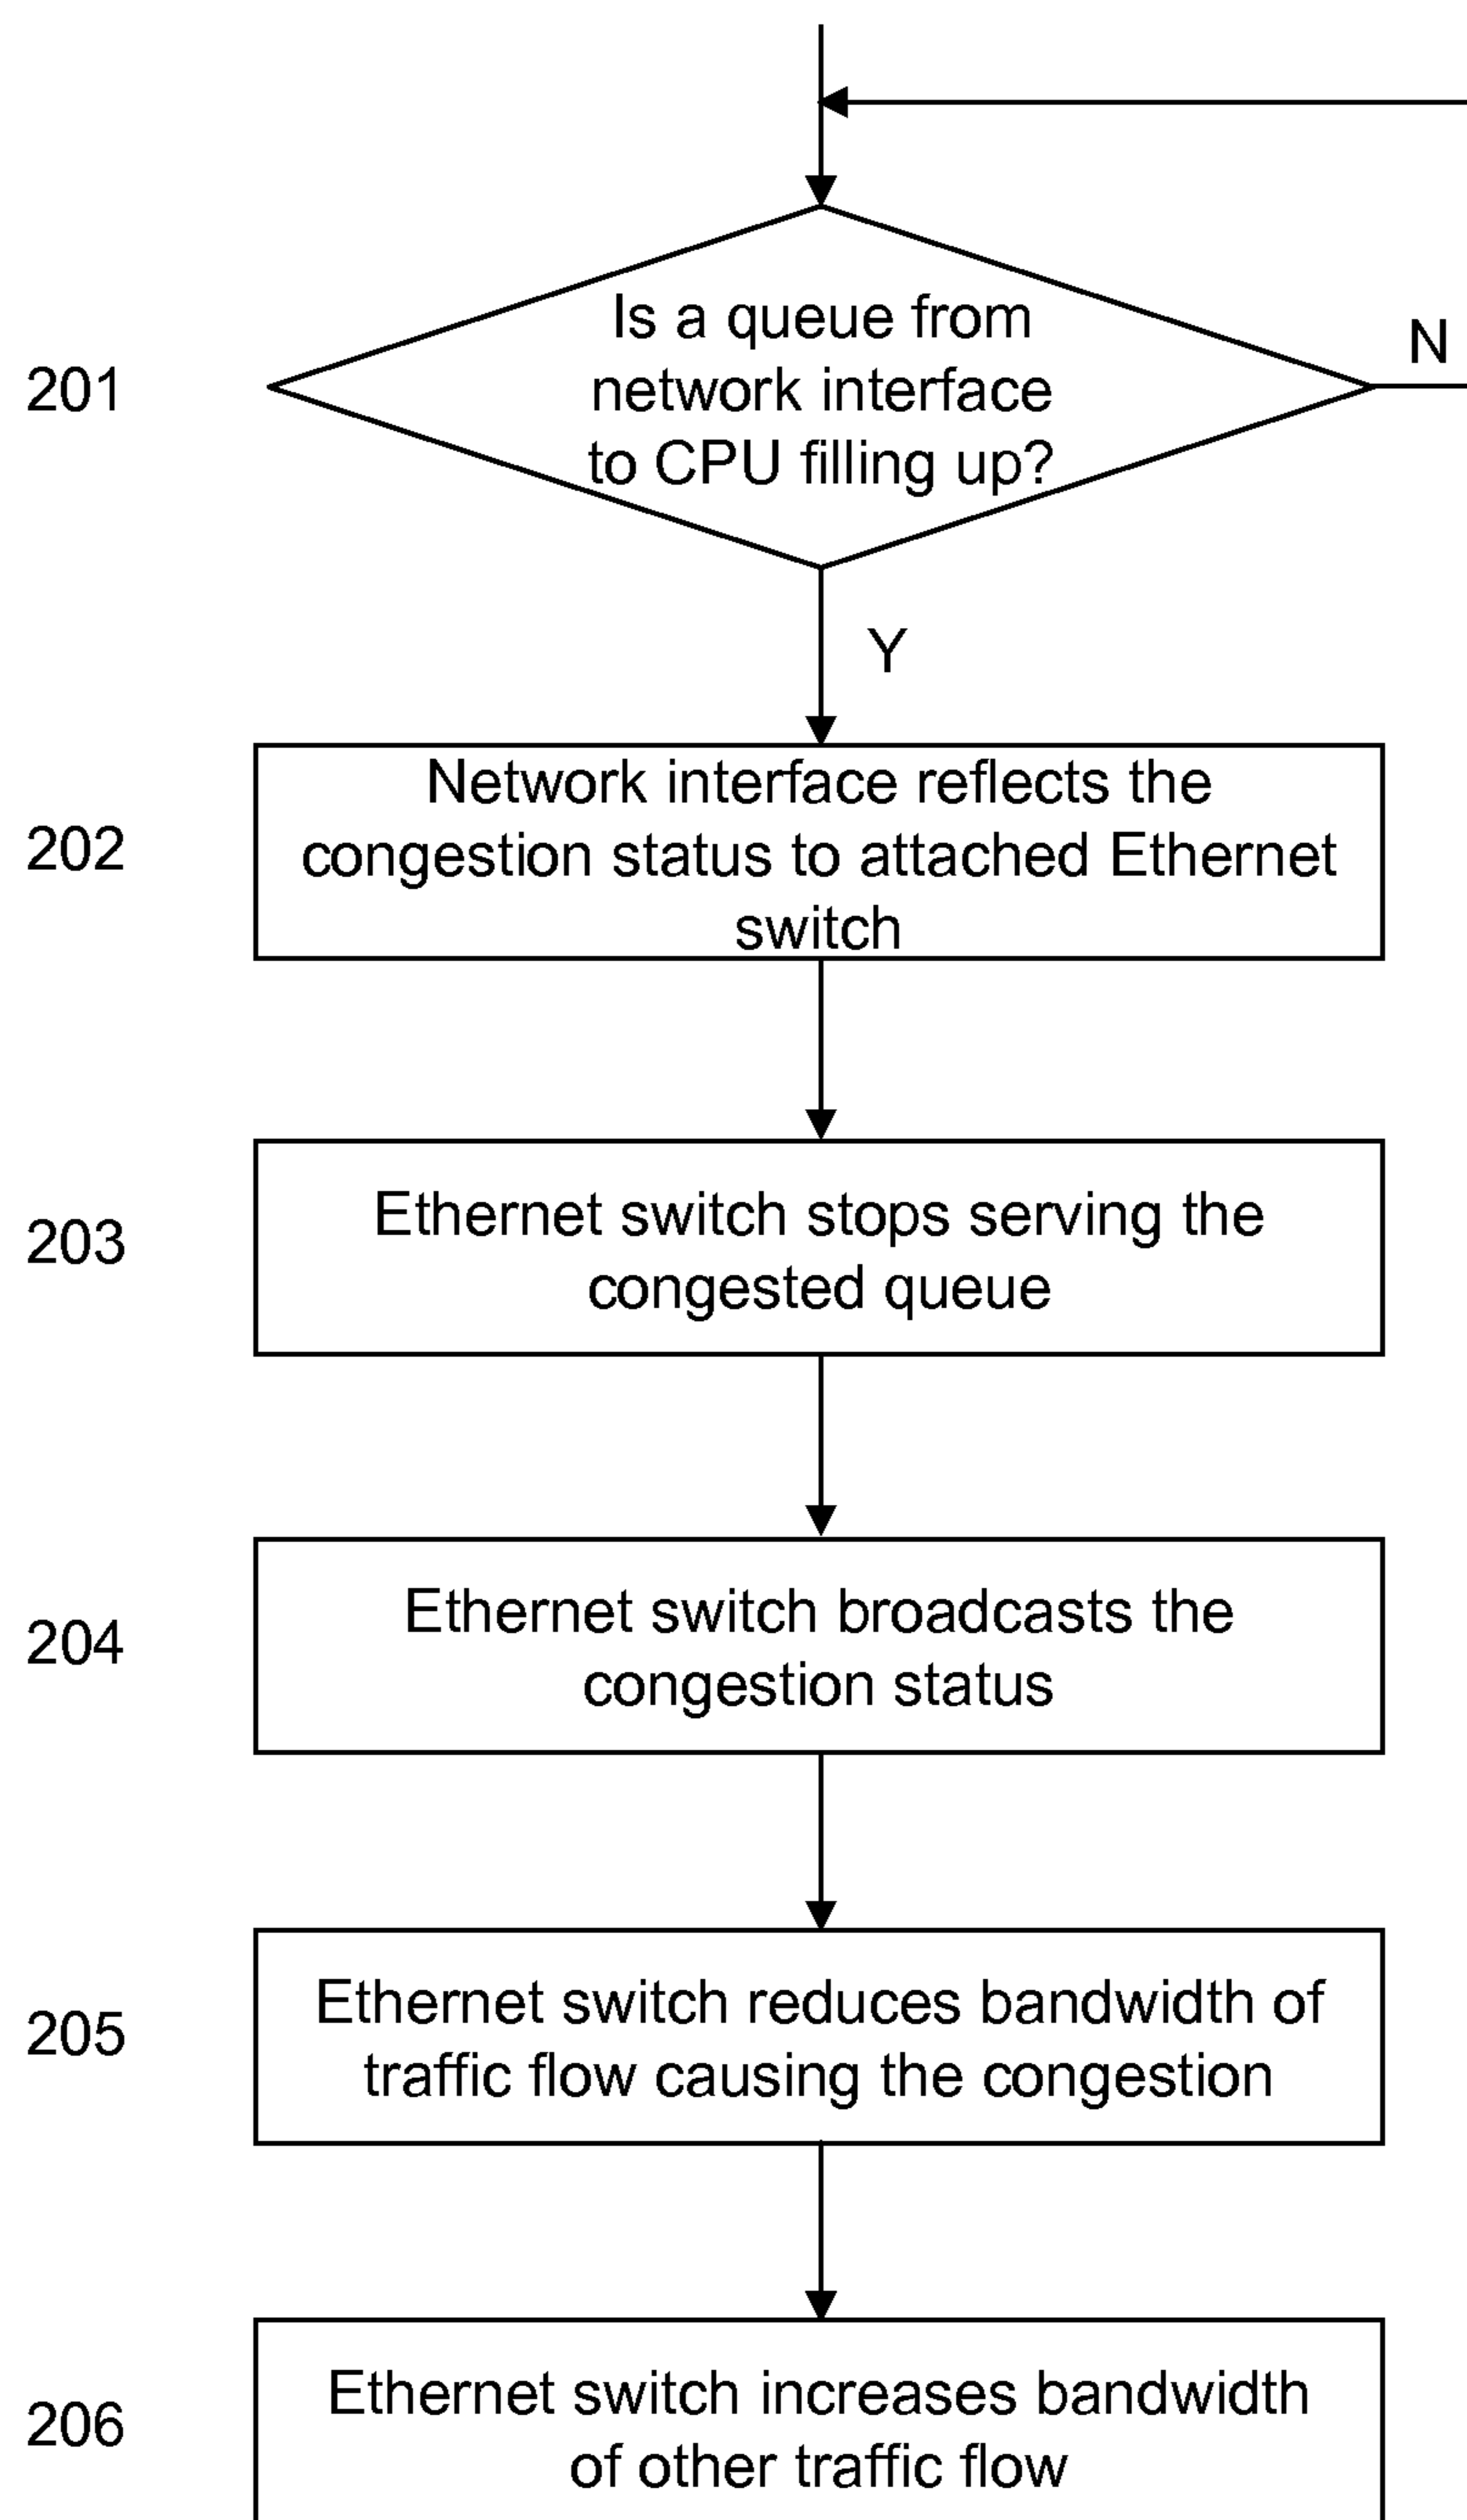 Is a queue from
network interface
to CPU filling up?
N
201
Y
Network interface reflects the
congestion status to attached Ethernet
switch
202
Ethernet switch stops serving the
congested queue
203
Ethernet switch broadcasts the
congestion status
204
Ethernet switch reduces bandwidth of
traffic flow causing the congestion
205
Ethernet switch increases bandwidth
of other traffic flow
206